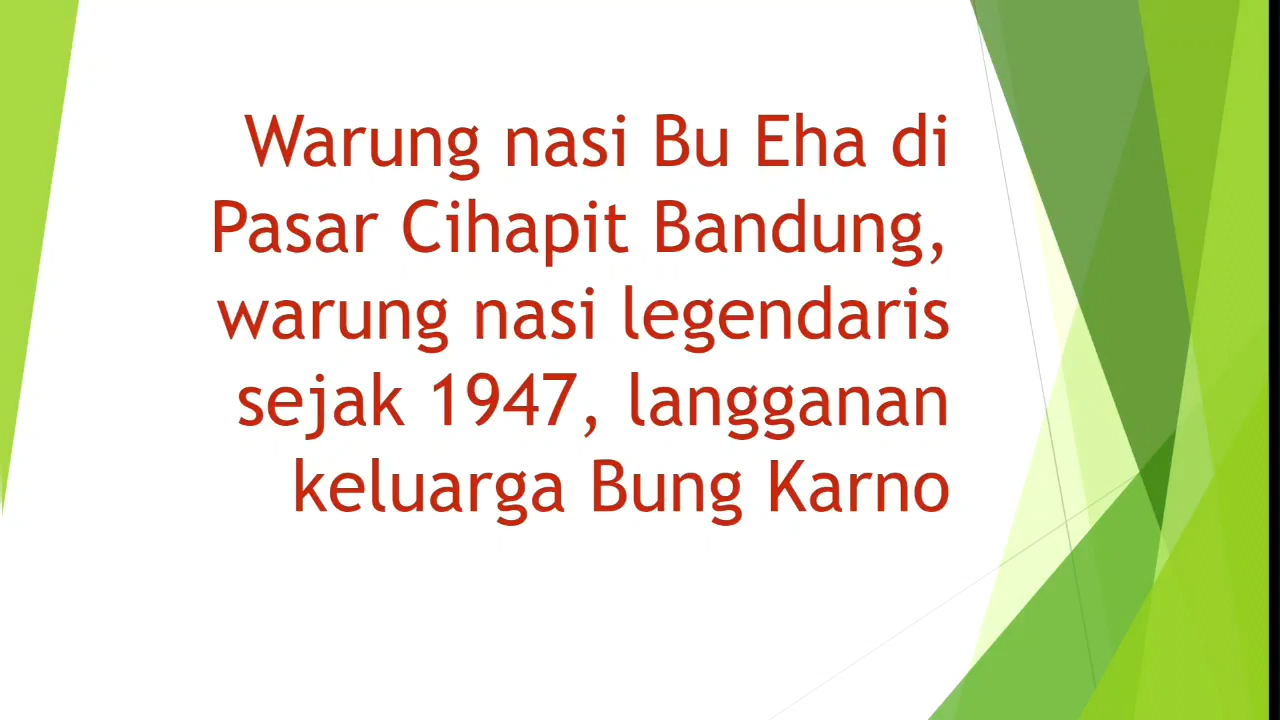 Warung nasi Bu Eha di
Pasar Cihapit Bandung,
warung nasi legendaris
sejak 1947, langganan
keluarga Bung Karno